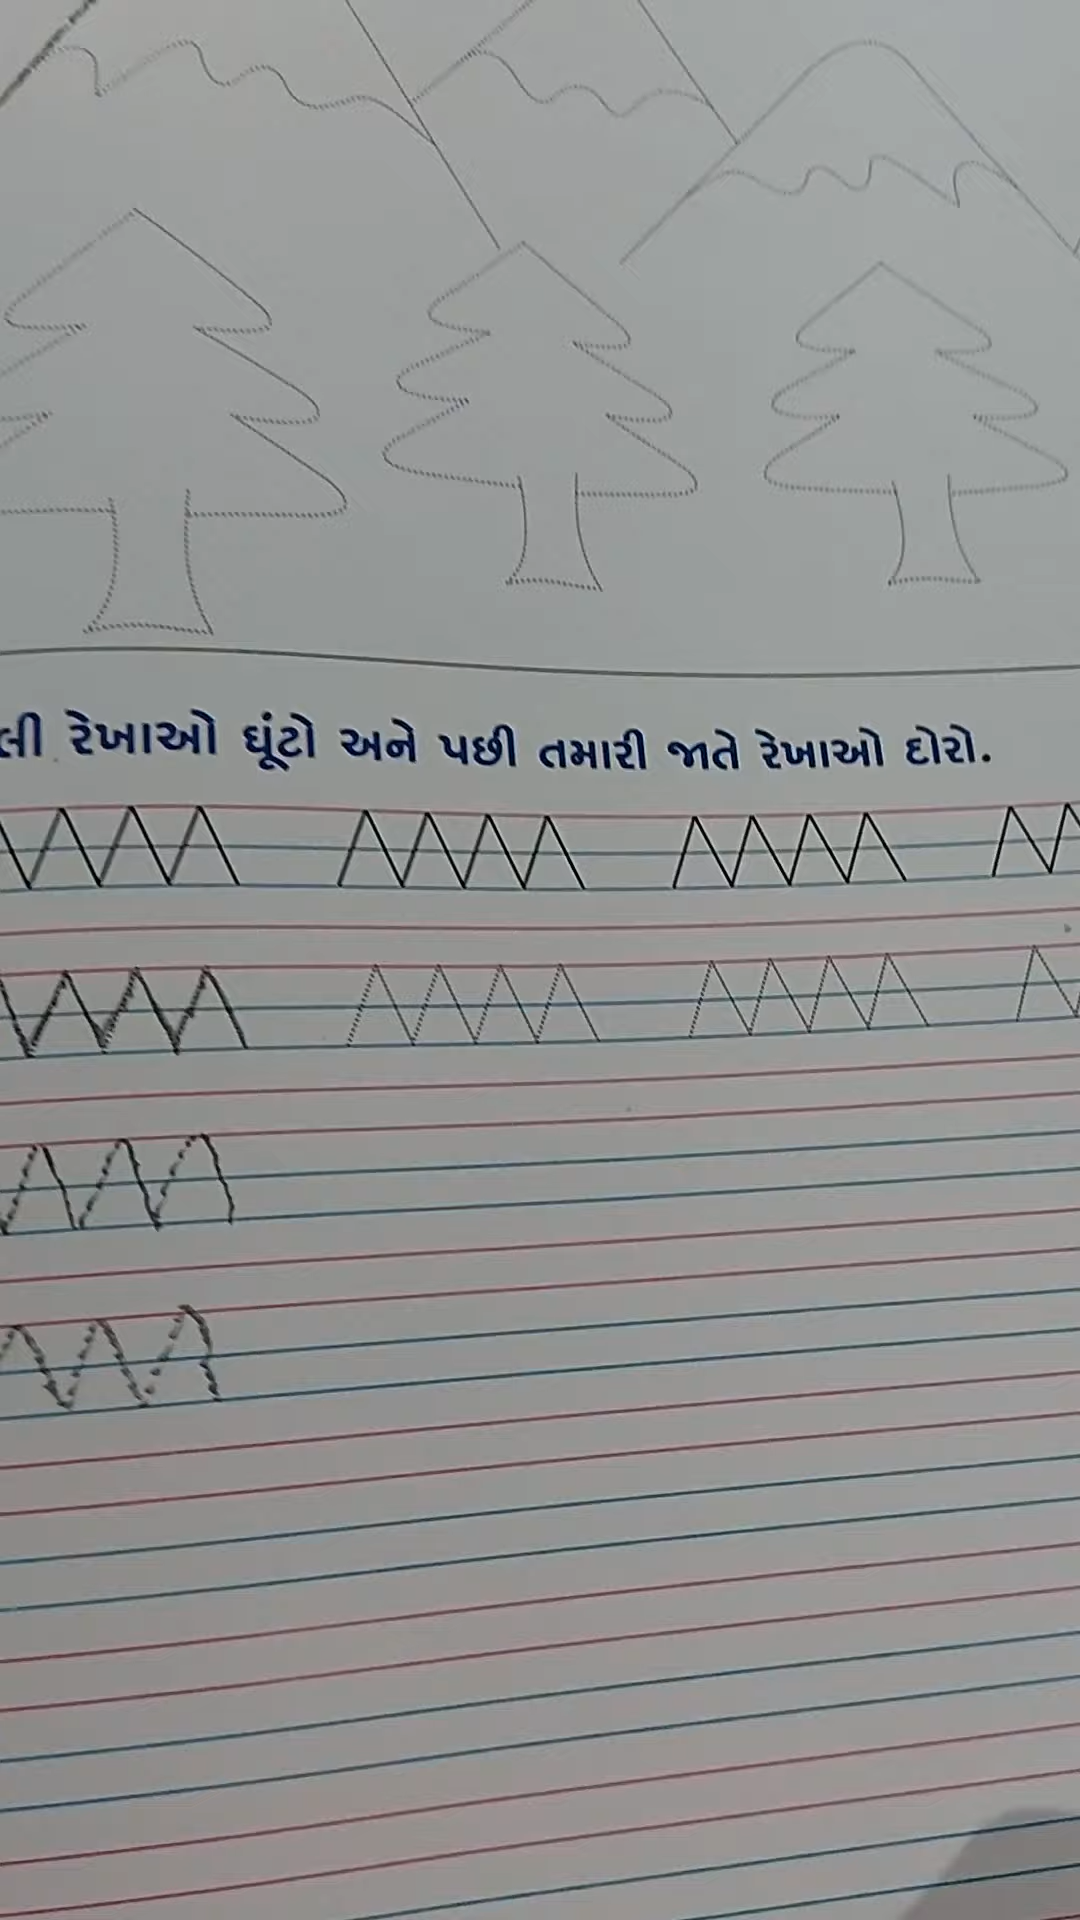 રેખાઓ ઘૂંટો અને પછી તમારી જાતે રેખાઓ દોરો.